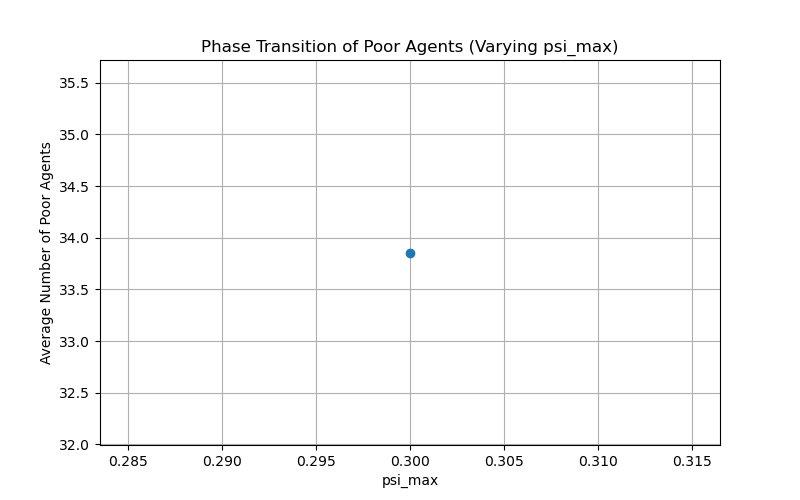 Phase Transition of Poor Agents (Varying psi_max)
Average Number of Poor Agents
35.5
35.0
34.5
34.0
33.5
33.0
32.5
32.0
0.285 0.290 0.295 0.300 0.305 0.310 0.315
psi_max